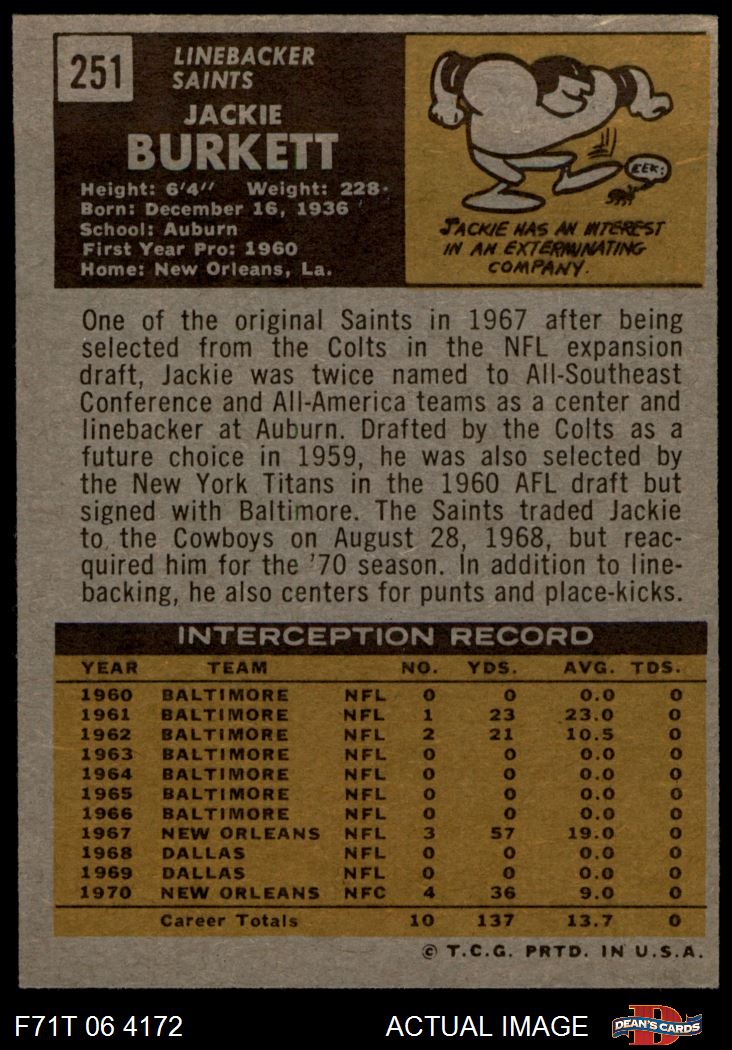 251
LINEBACKER
SAINTS
JACKIE
BURKETT
Height: 6'4" Weight: 228
Born: December 16, 1936
School: Auburn
First Year Pro: 1960
Home: New Orleans, La.
EEK!
JACKIE HAS AN INTEREST
IN AN EXTERMINATING
COMPANY.
One of the original Saints in 1967 after being
selected from the Colts in the NFL expansion
draft, Jackie was twice named to All-Southeast
Conference and All-America teams as a center and
linebacker at Auburn. Drafted by the Colts as a
future choice in 1959, he was also selected by
the New York Titans in the 1960 AFL draft but
signed with Baltimore. The Saints traded Jackie
to the Cowboys on August 28, 1968, but reac-
quired him for the '70 season. In addition to line-
backing, he also centers for punts and place-kicks.
INTERCEPTION RECORD
YEAR TEAM NO. YDS. AVG. TDS.
1960 BALTIMORE NFL 0 0 0.0 0
1961 BALTIMORE NFL 1 23 23.0 0
1962 BALTIMORE NFL 2 21 10.5 0
1963 BALTIMORE NFL 0 0 0.0 0
1964 BALTIMORE NFL 0 0 0.0 0
1965 BALTIMORE NFL 0 0 0.0 0
1966 BALTIMORE NFL 0 0 0.0 0
1967 NEW ORLEANS NFL 3 57 19.0 0
1968 DALLAS NFL 0 0 0.0 0
1969 DALLAS NFL 0 0 0.0 0
1970 NEW ORLEANS NFC 4 36 9.0 0
Career Totals 10 137 13.7 0
© T.C.G. PRTD. IN U.S.A.
F71T 06 4172 ACTUAL IMAGE D DEAN'S CARDS